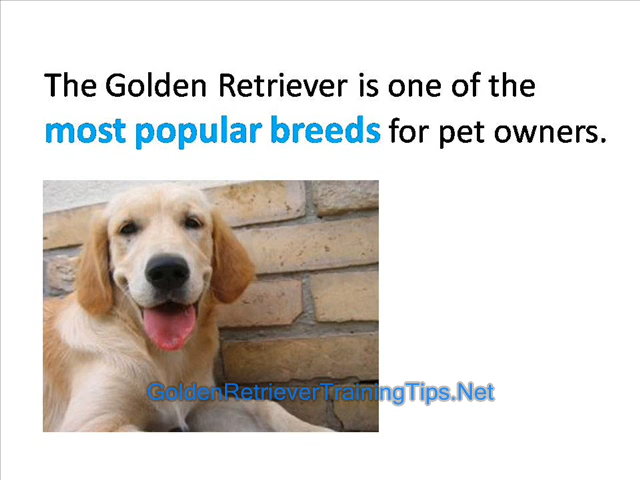 The Golden Retriever is one of the
most popular breeds for pet owners.
GoldenRetrieverTrainingTips.Net